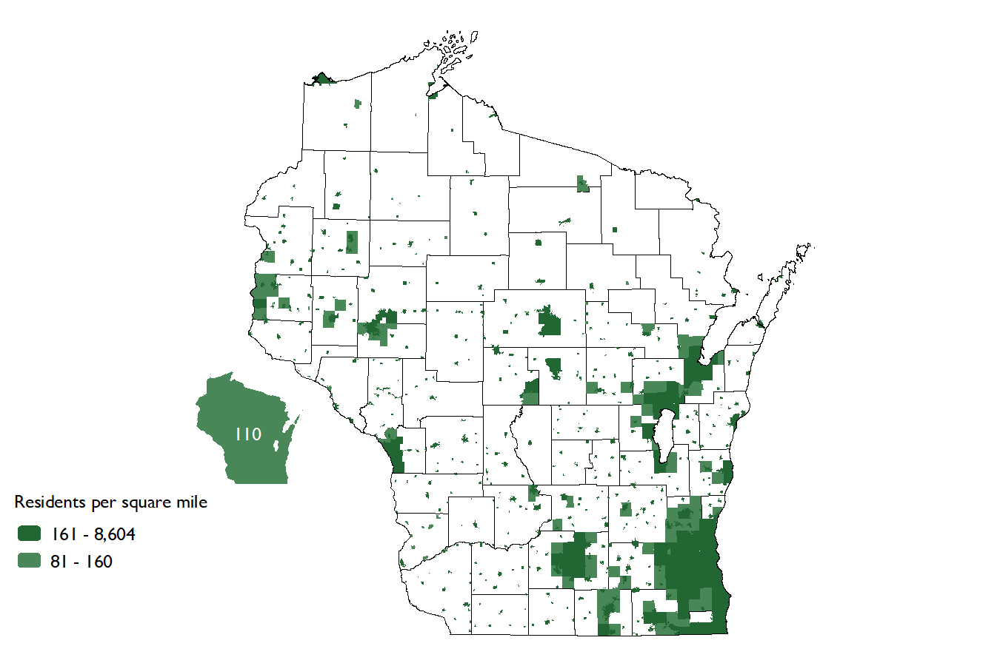 110
Residents per square mile
161 - 8,604
81 - 160